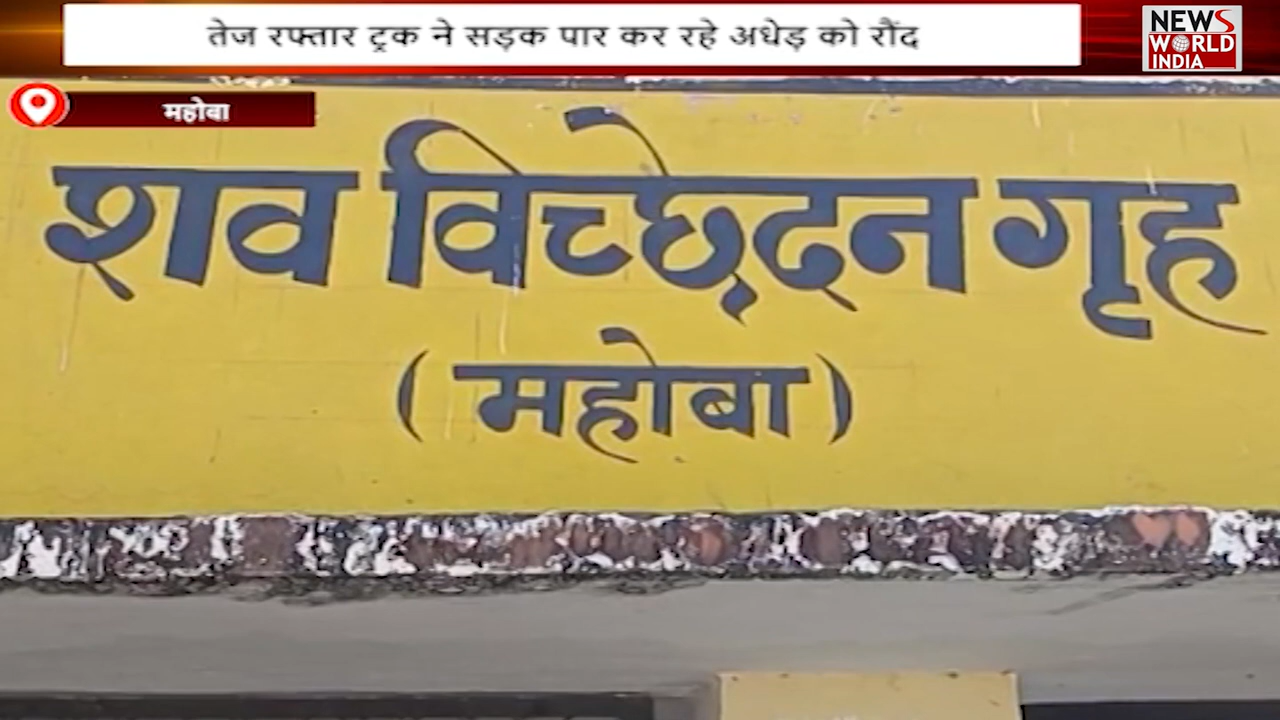 तेज रफ्तार ट्रक ने सड़क पार कर रहे अधेड़ को रौंद
NEWS
WORLD
INDIA
महोबा
शव विच्छेदन गृह
( महोबा )